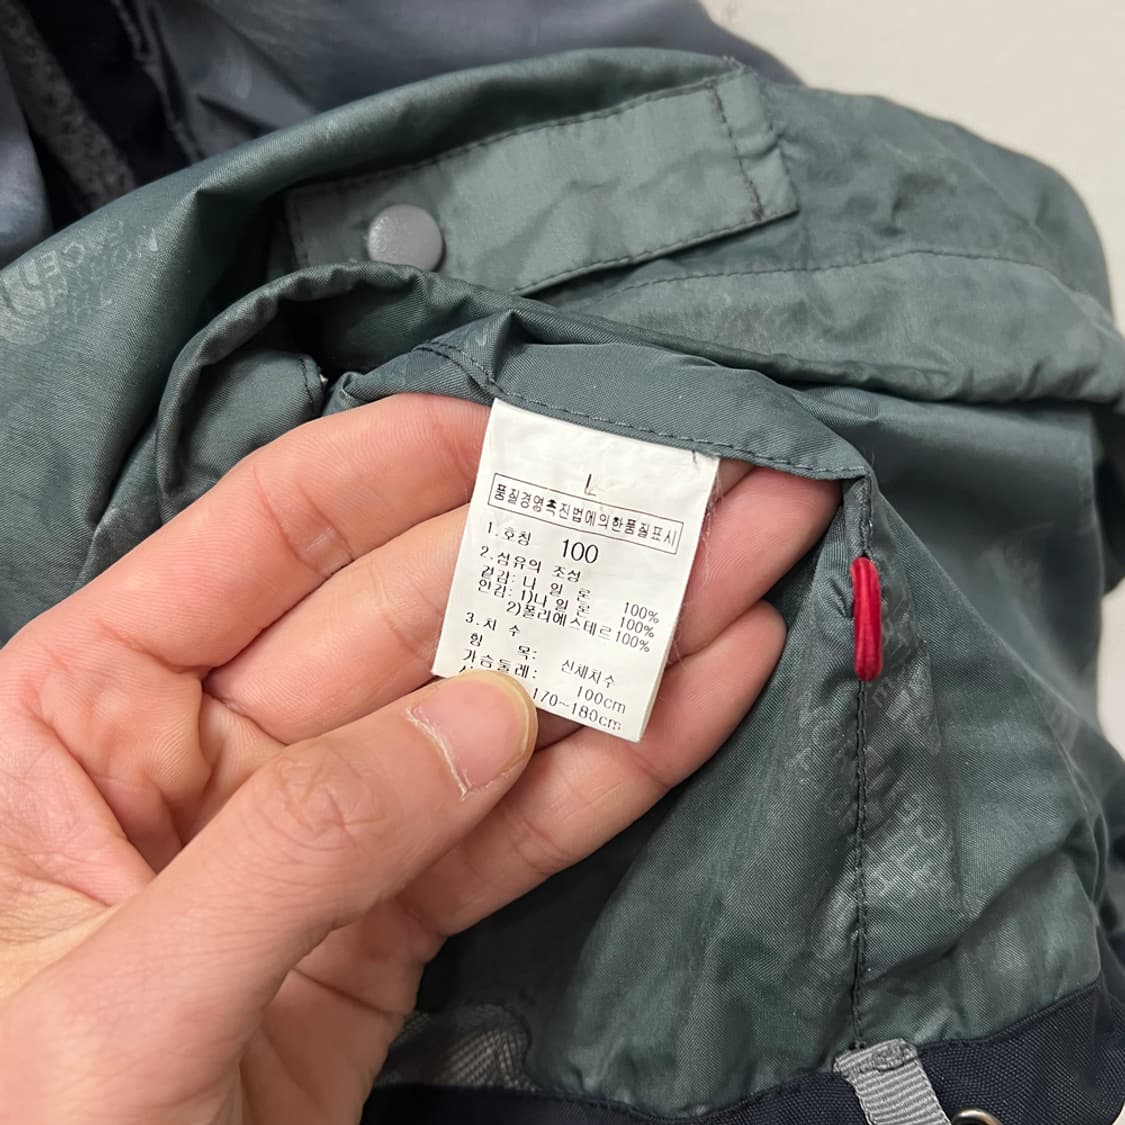 L
품질경영촉진법에의한품질표시
1.호칭 100
2.섬유의 조성
겉감: 나 일 론 100%
안감: 1)나 일 론 100%
2)폴리에스테르 100%
3.치 수
항 목: 신체치수
가슴둘레: 100cm
170~180cm